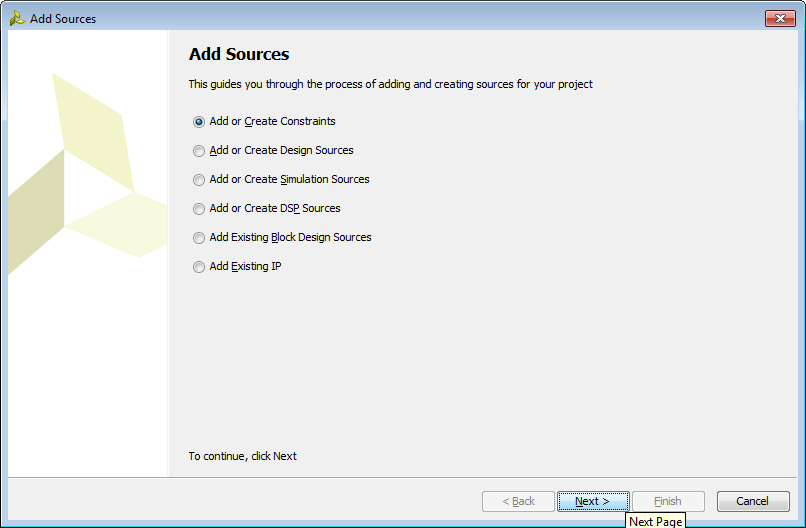 Add Sources
Add Sources
This guides you through the process of adding and creating sources for your project
Add or Create Constraints
Add or Create Design Sources
Add or Create Simulation Sources
Add or Create DSP Sources
Add Existing Block Design Sources
Add Existing IP
To continue, click Next
< Back
Next >
Finish
Cancel
Next Page